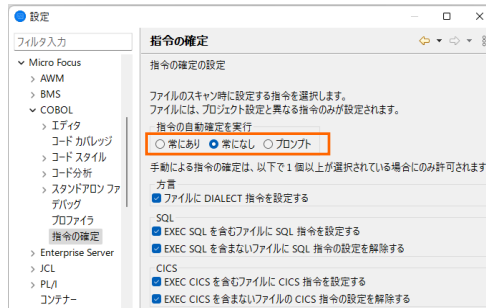 設定
フィルタ入力
Micro Focus
AWM
BMS
COBOL
エディタ
コード カバレッジ
コード スタイル
コード分析
スタンドアロン ファ
デバッグ
プロファイラ
指令の確定
Enterprise Server
JCL
PL/I
コンテナー
指令の確定
指令の確定の設定
ファイルのスキャン時に設定する指令を選択します。
ファイルには、プロジェクト設定と異なる指令のみが設定されます。
指令の自動確定を実行
常にあり 常になし プロンプト
手動による指令の確定は、以下で 1 個以上が選択されている場合にのみ許可されます
方言
ファイルに DIALECT 指令を設定する
SQL
EXEC SQL を含むファイルに SQL 指令を設定する
EXEC SQL を含まないファイルに SQL 指令の設定を解除する
CICS
EXEC CICS を含むファイルに CICS 指令を設定する
EXEC CICS を含まないファイルの CICS 指令の設定を解除する